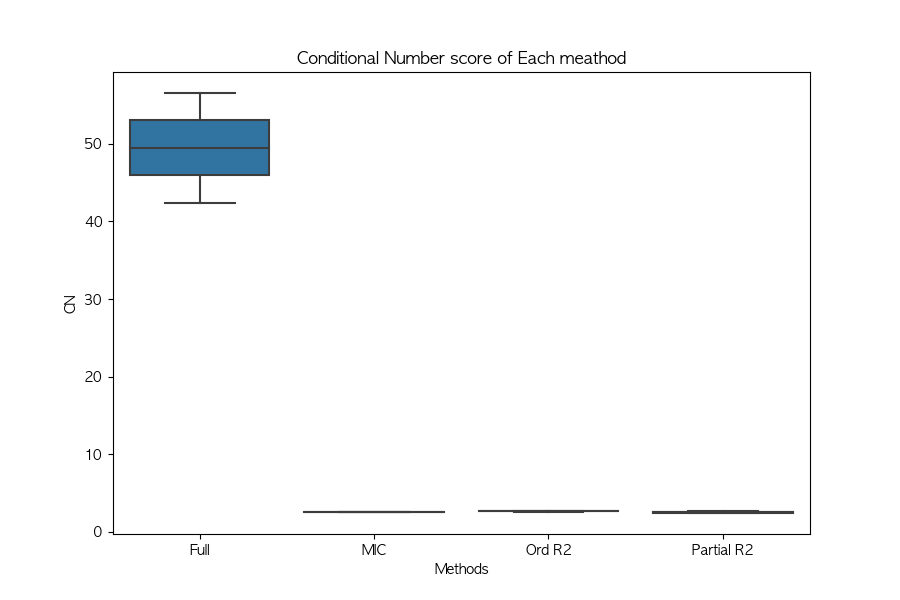 Conditional Number score of Each meathod
50
40
30
20
10
0
CN
Full
MIC
Ord R2
Partial R2
Methods